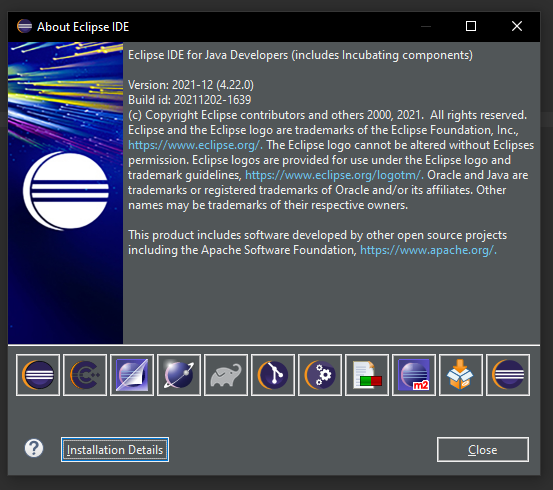 About Eclipse IDE
Eclipse IDE for Java Developers (includes Incubating components)
Version: 2021-12 (4.22.0)
Build id: 20211202-1639
(c) Copyright Eclipse contributors and others 2000, 2021.  All rights reserved.
Eclipse and the Eclipse logo are trademarks of the Eclipse Foundation, Inc.,
https://www.eclipse.org/. The Eclipse logo cannot be altered without Eclipses
permission. Eclipse logos are provided for use under the Eclipse logo and
trademark guidelines, https://www.eclipse.org/logotm/. Oracle and Java are
trademarks or registered trademarks of Oracle and/or its affiliates. Other
names may be trademarks of their respective owners.
This product includes software developed by other open source projects
including the Apache Software Foundation, https://www.apache.org/.
m2
?
Installation Details
Close